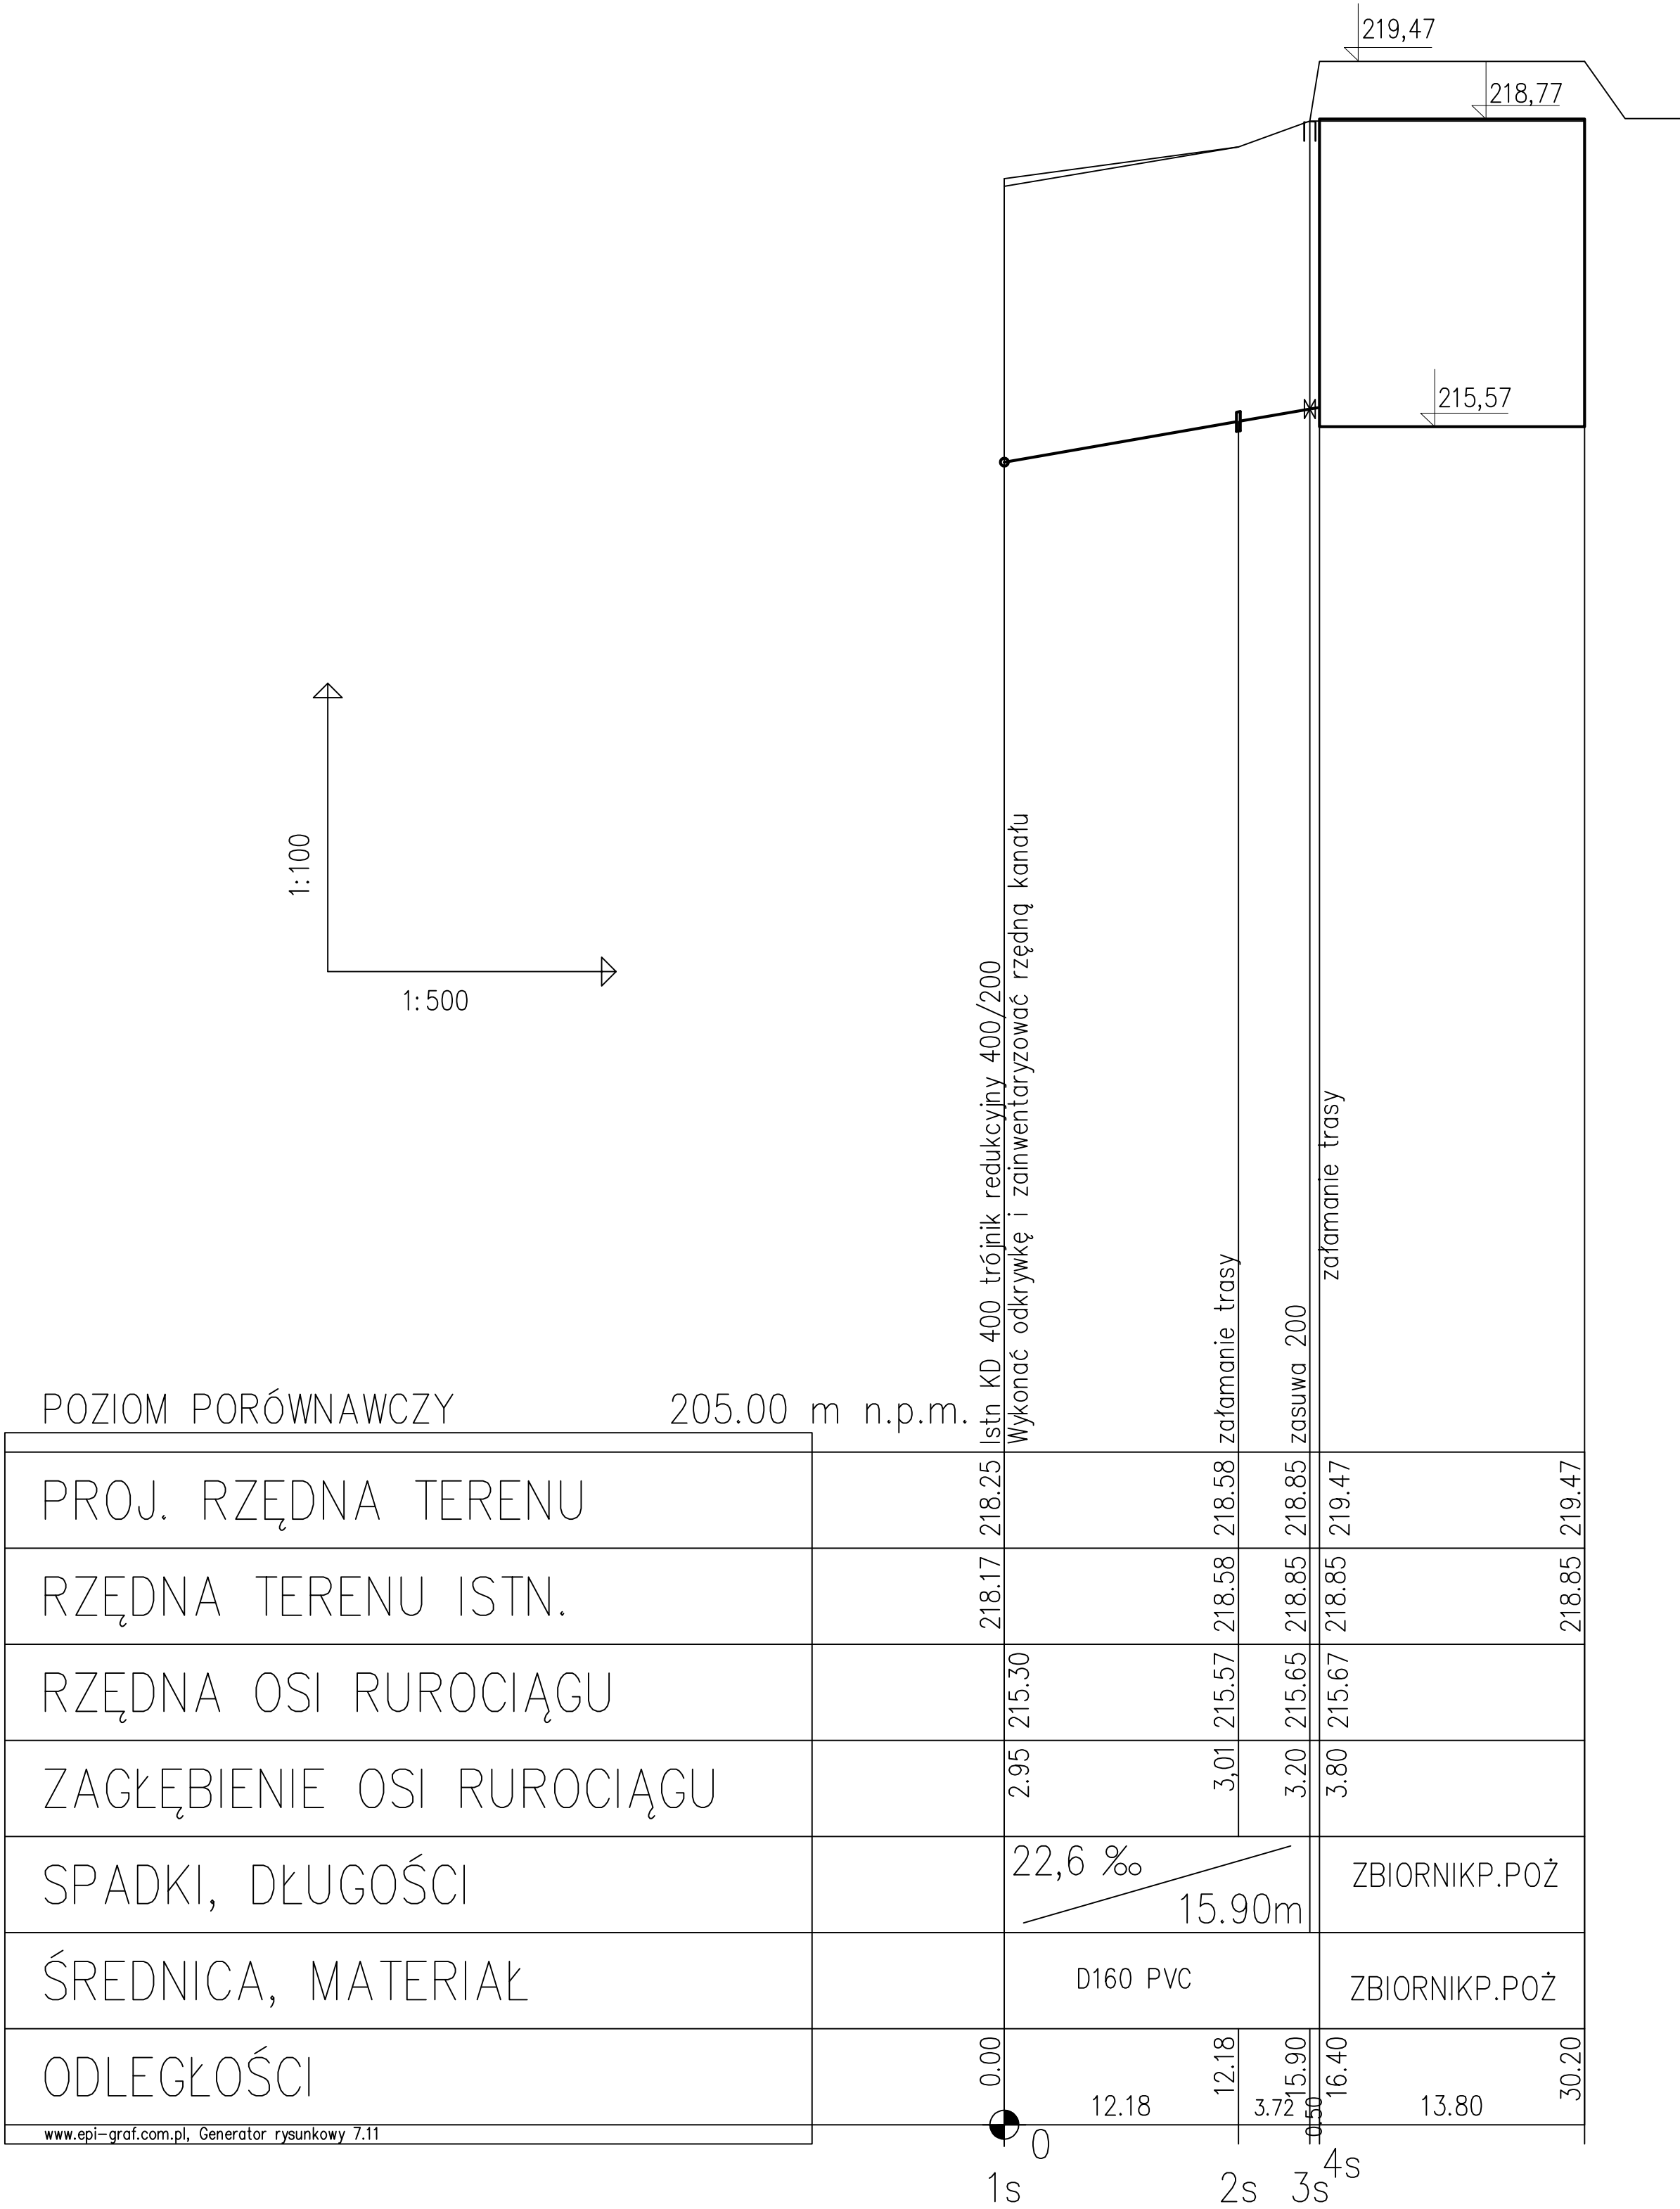 219,47
218,77
215,57
1:100
1:500
Istn KD 400 trójnik redukcyjny 400/200
Wykonać odkrywkę i zainwentaryzować rzędną kanału
załamanie trasy
zasuwa 200
załamanie trasy
POZIOM PORÓWNAWCZY 205.00 m n.p.m.
PROJ. RZĘDNA TERENU 218.25 218.58 218.85 219.47 219.47
RZĘDNA TERENU ISTN. 218.17 218.58 218.85 218.85 218.85
RZĘDNA OSI RUROCIĄGU 215.30 215.57 215.65 215.67
ZAGŁĘBIENIE OSI RUROCIĄGU 2.95 3,01 3.20 3.80
SPADKI, DŁUGOŚCI 22,6 ‰ 15.90m ZBIORNIKP.POŻ
ŚREDNICA, MATERIAŁ D160 PVC ZBIORNIKP.POŻ
ODLEGŁOŚCI 0.00 12.18 15.90 16.40 30.20
12.18 3.72 0.50 13.80
www.epi-graf.com.pl, Generator rysunkowy 7.11
0
1s 2s 3s 4s